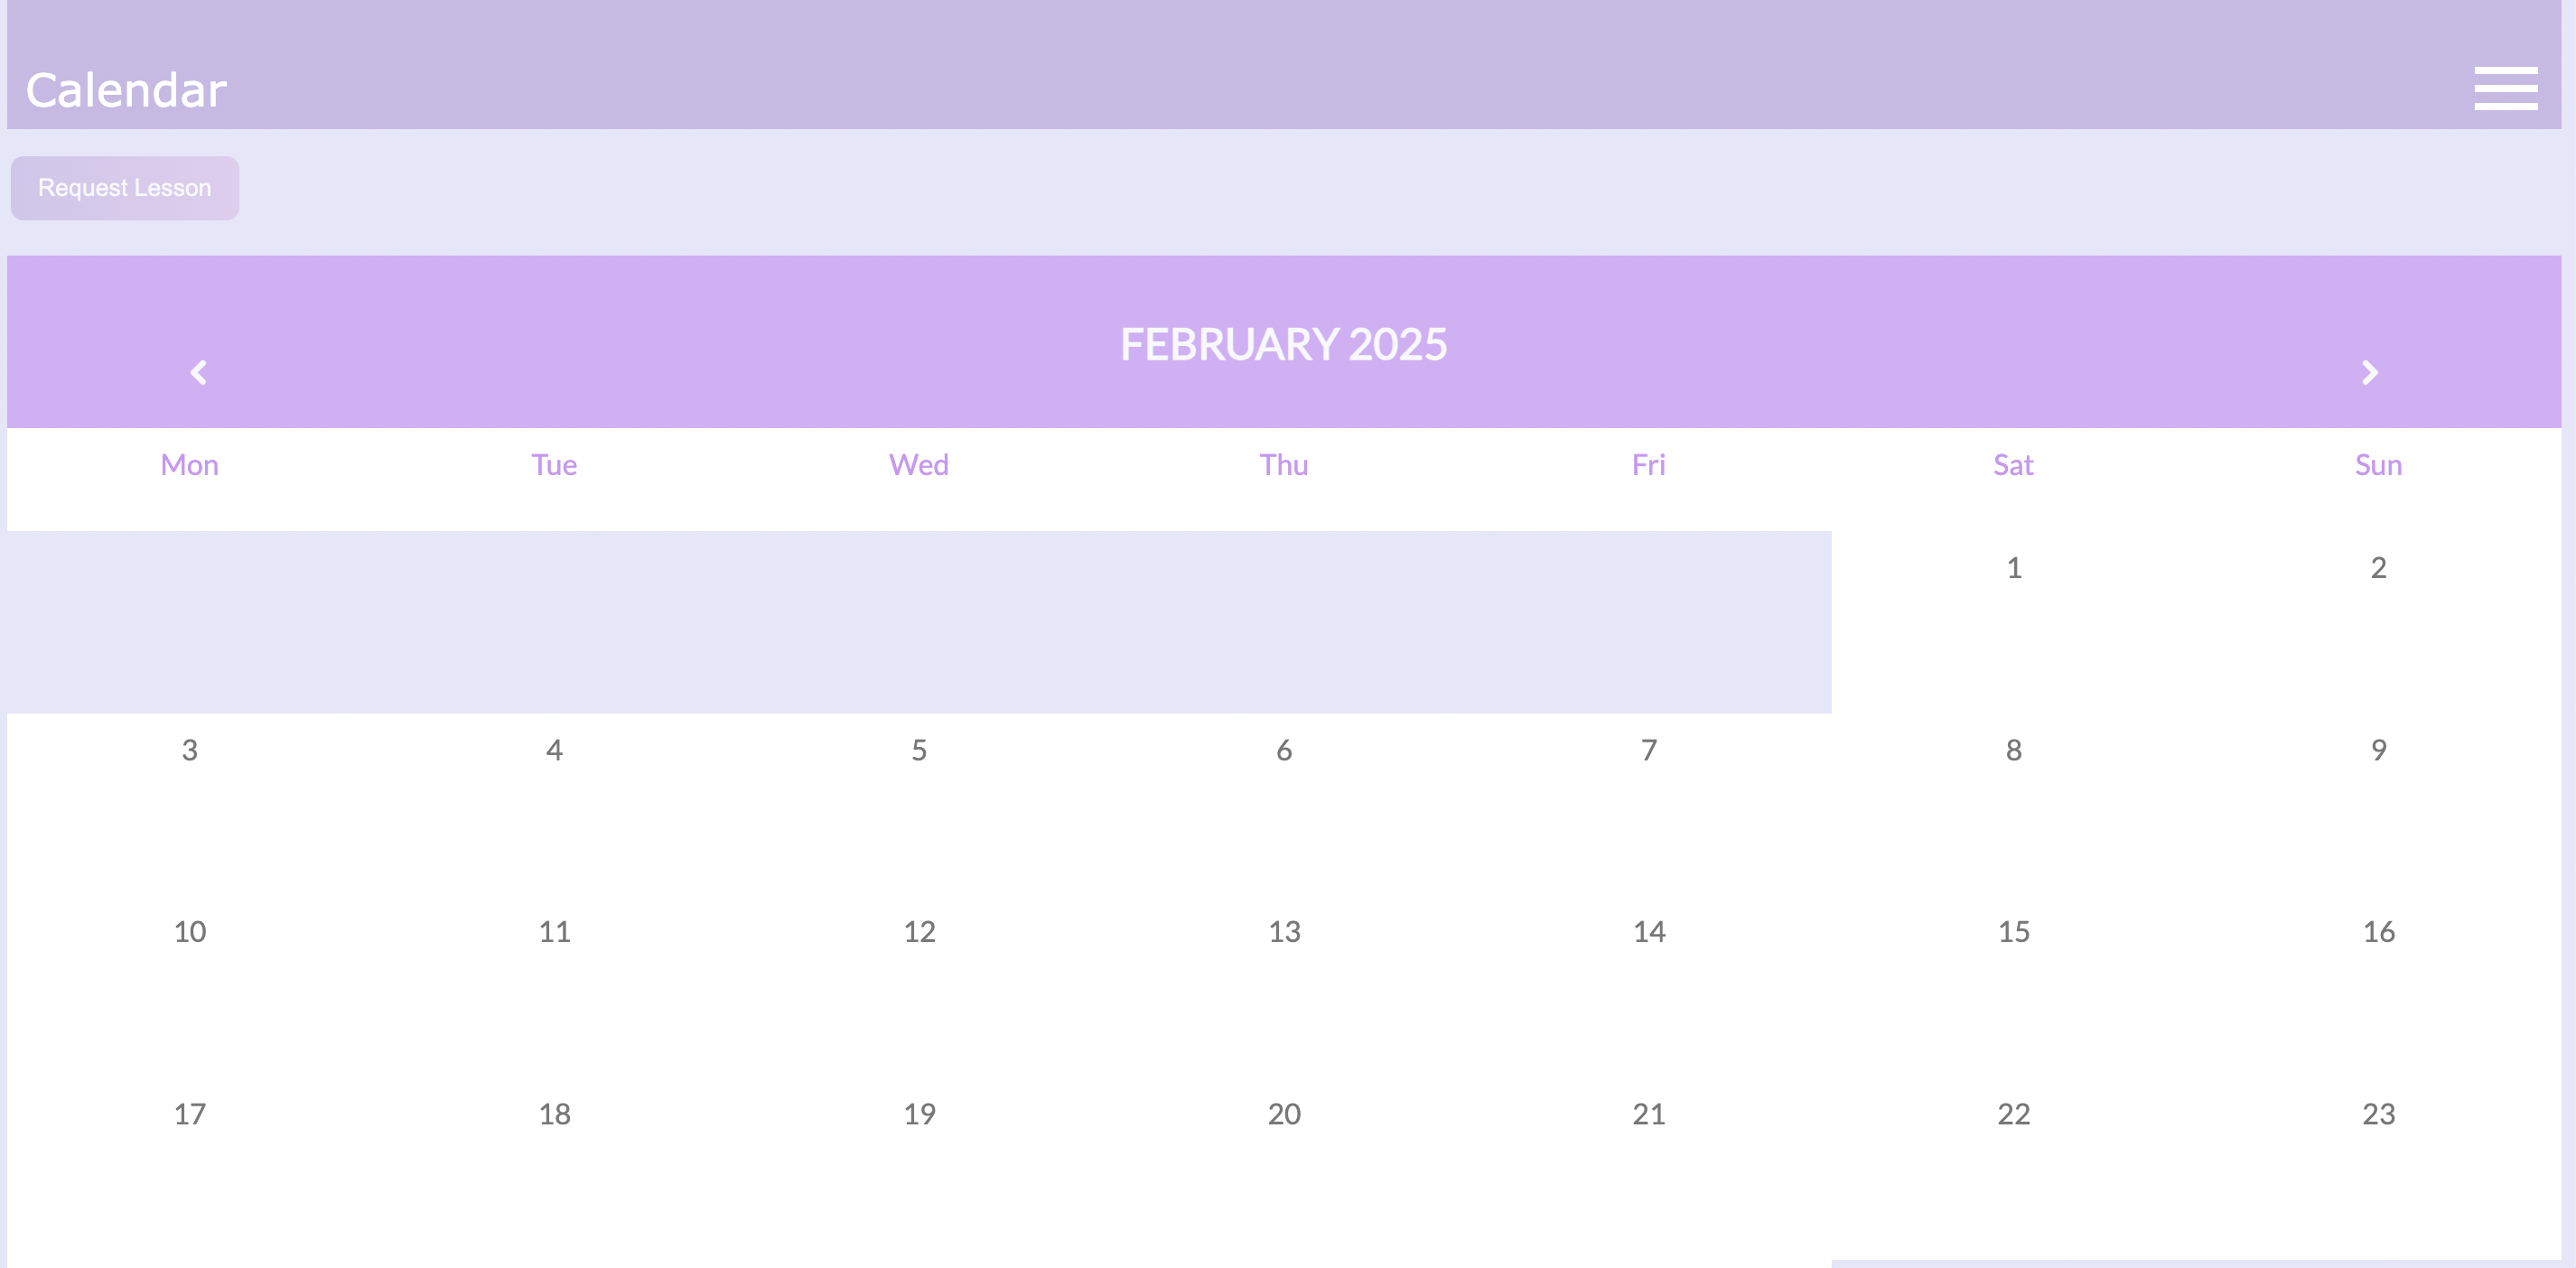 Calendar
Request Lesson
FEBRUARY 2025
Mon Tue Wed Thu Fri Sat Sun
1 2
3 4 5 6 7 8 9
10 11 12 13 14 15 16
17 18 19 20 21 22 23